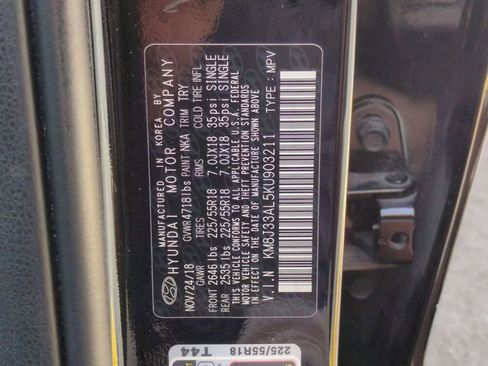 MANUFACTURED IN KOREA BY
HYUNDAI MOTOR COMPANY
NOV/24/18 GVWR 4718lbs PAINT NKA TRIM TRY
GAWR TIRES RIMS COLD TIRE INFL.
FRONT 2646lbs 225/55R18 7.0JX18 35psi SINGLE
REAR 2535lbs 225/55R18 7.0JX18 35psi SINGLE
THIS VEHICLE CONFORMS TO ALL APPLICABLE U.S.A. FEDERAL
MOTOR VEHICLE SAFETY, BUMPER, AND THEFT PREVENTION STANDARDS
IN EFFECT ON THE DATE OF MANUFACTURE SHOWN ABOVE.
V.I.N KM8J33AL5KU903211 TYPE : MPV
T44
225/55R18